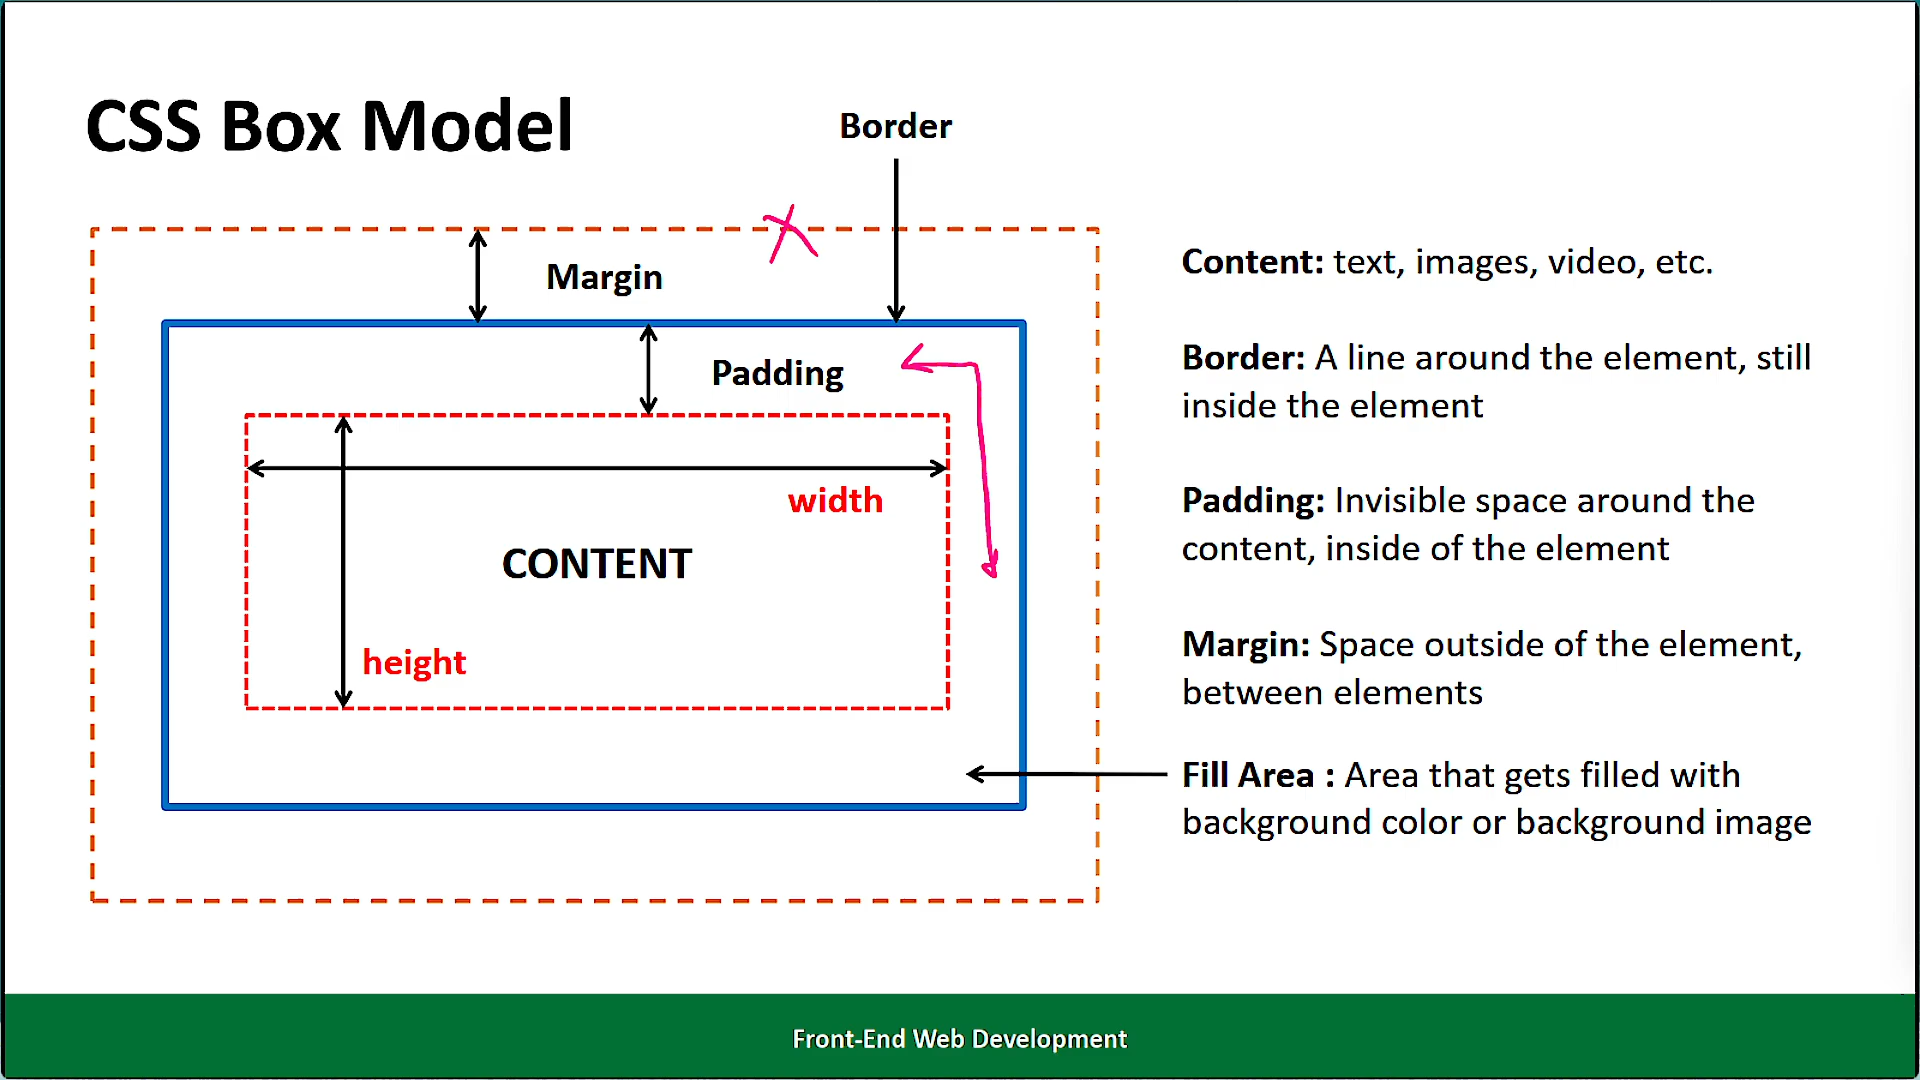 CSS Box Model
Border
Margin
Padding
width
CONTENT
height
Content: text, images, video, etc.
Border: A line around the element, still
inside the element
Padding: Invisible space around the
content, inside of the element
Margin: Space outside of the element,
between elements
Fill Area : Area that gets filled with
background color or background image
Front-End Web Development